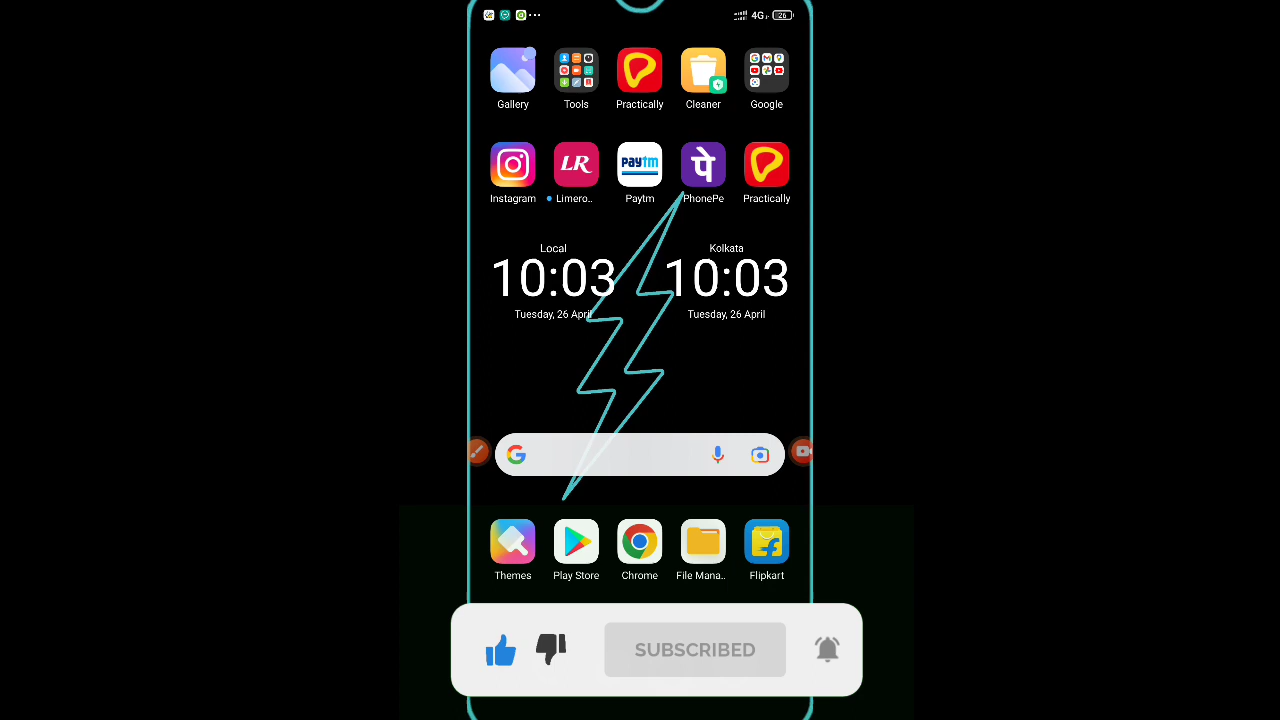 4G
26
Gallery
Tools
Practically
Cleaner
Google
Instagram
LR
Limero..
paytm
Paytm
पे
PhonePe
Practically
Local
10:03
Tuesday, 26 April
Kolkata
10:03
Tuesday, 26 April
G
Themes
Play Store
Chrome
File Mana..
Flipkart
SUBSCRIBED